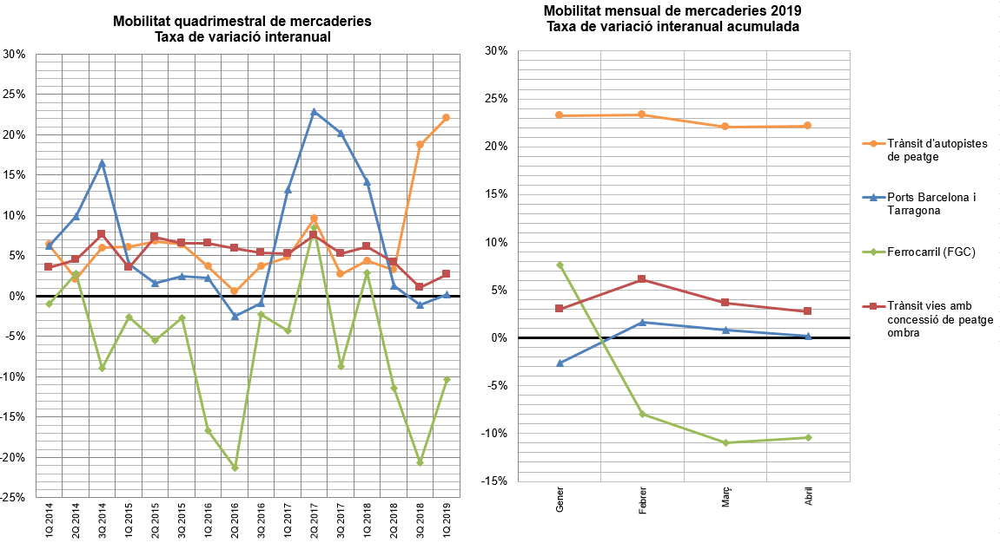 Mobilitat quadrimestral de mercaderies
Taxa de variació interanual
30%
25%
20%
15%
10%
5%
0%
-5%
-10%
-15%
-20%
-25%
1Q 2014
2Q 2014
3Q 2014
1Q 2015
2Q 2015
3Q 2015
1Q 2016
2Q 2016
3Q 2016
1Q 2017
2Q 2017
3Q 2017
1Q 2018
2Q 2018
3Q 2018
1Q 2019
Mobilitat mensual de mercaderies 2019
Taxa de variació interanual acumulada
30%
25%
20%
15%
10%
5%
0%
-5%
-10%
-15%
Gener
Febrer
Març
Abril
Trànsit d'autopistes
de peatge
Ports Barcelona i
Tarragona
Ferrocarril (FGC)
Trànsit vies amb
concessió de peatge
ombra